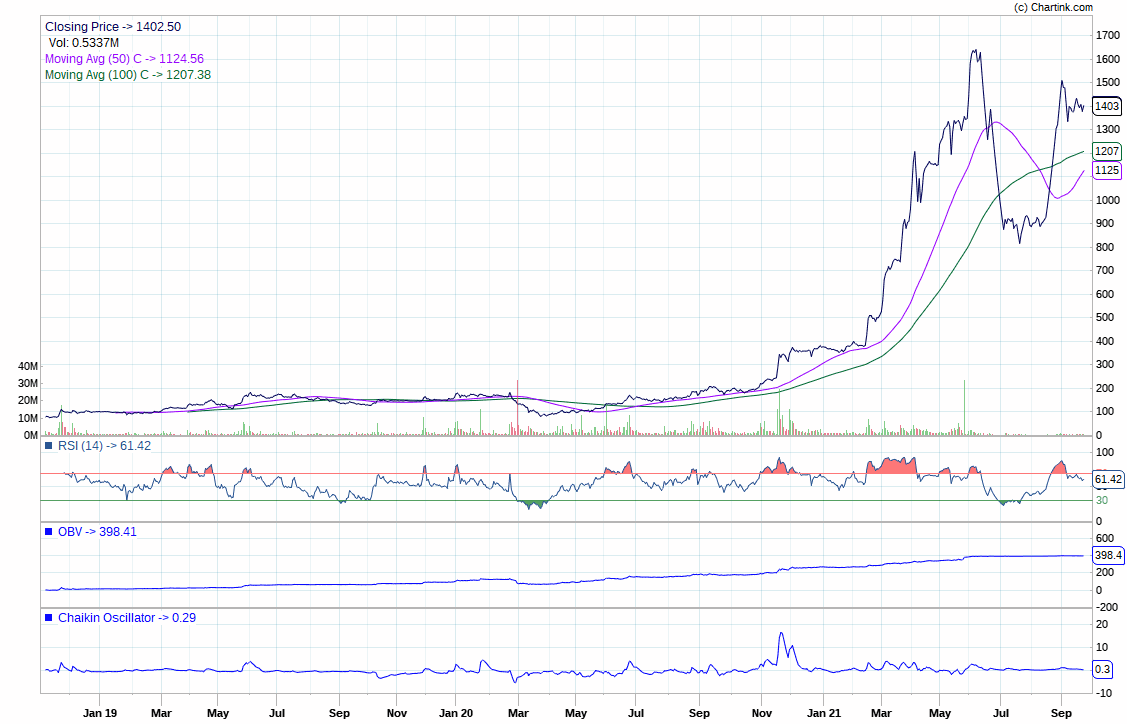 (c) Chartink.com
Closing Price -> 1402.50
Vol: 0.5337M
Moving Avg (50) C -> 1124.56
Moving Avg (100) C -> 1207.38
1700
1600
1500
1403
1300
1207
1125
1000
900
800
700
600
500
400
300
200
100
0
40M
30M
20M
10M
0M
RSI (14) -> 61.42
100
61.42
30
0
OBV -> 398.41
600
398.4
200
0
-200
Chaikin Oscillator -> 0.29
20
10
0.3
-10
Jan 19 Mar May Jul Sep Nov Jan 20 Mar May Jul Sep Nov Jan 21 Mar May Jul Sep